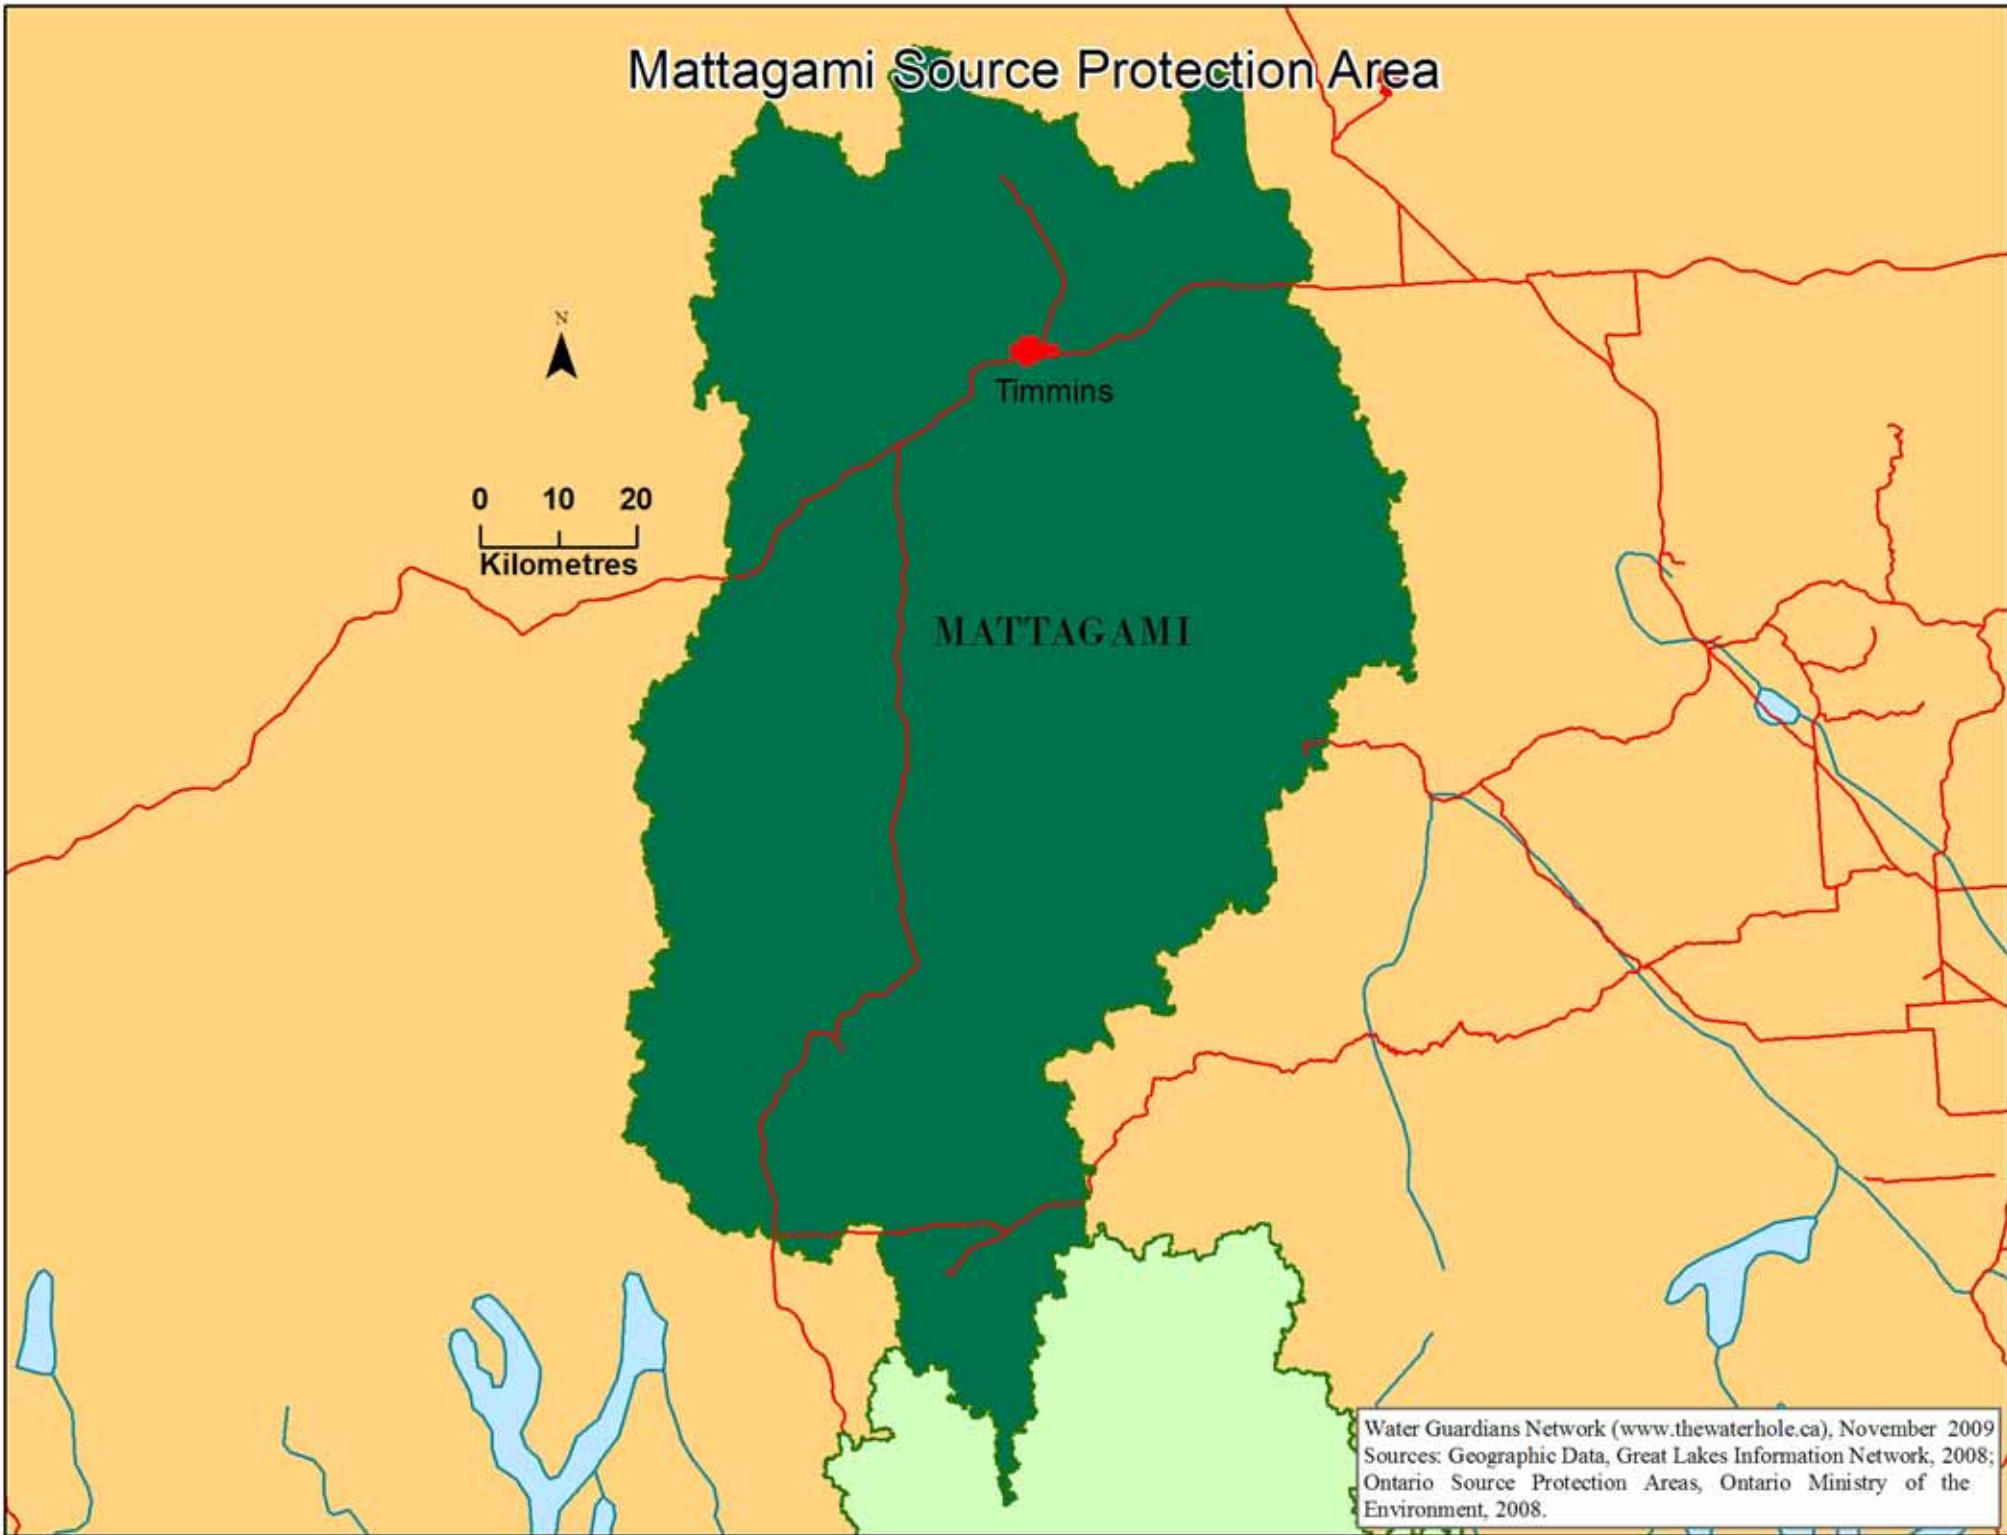 Mattagami Source Protection Area
N
Timmins
0 10 20
Kilometres
MATTAGAMI
Water Guardians Network (www.thewaterhole.ca), November 2009
Sources: Geographic Data, Great Lakes Information Network, 2008;
Ontario Source Protection Areas, Ontario Ministry of the
Environment, 2008.